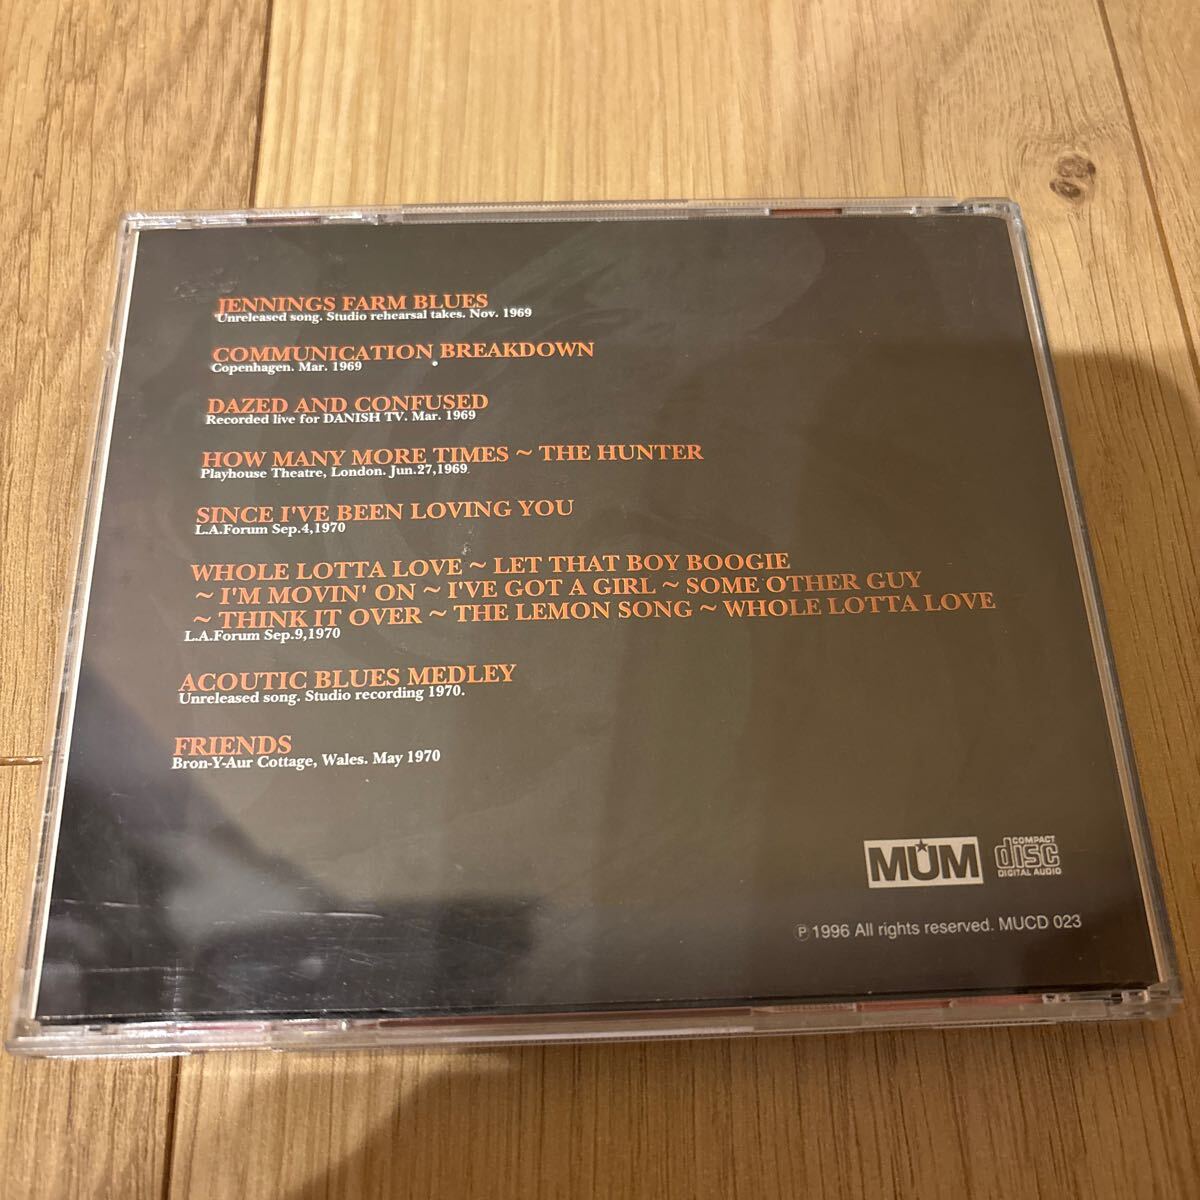 JENNINGS FARM BLUES
Unreleased song. Studio rehearsal takes. Nov. 1969
COMMUNICATION BREAKDOWN
Copenhagen. Mar. 1969
DAZED AND CONFUSED
Recorded live for DANISH TV. Mar. 1969
HOW MANY MORE TIMES ~ THE HUNTER
Playhouse Theatre, London. Jun.27,1969
SINCE I'VE BEEN LOVING YOU
L.A.Forum Sep.4,1970
WHOLE LOTTA LOVE ~ LET THAT BOY BOOGIE
~ I'M MOVIN' ON ~ I'VE GOT A GIRL ~ SOME OTHER GUY
~ THINK IT OVER ~ THE LEMON SONG ~ WHOLE LOTTA LOVE
L.A.Forum Sep.9,1970
ACOUTIC BLUES MEDLEY
Unreleased song. Studio recording 1970.
FRIENDS
Bron-Y-Aur Cottage, Wales. May 1970
MUM
COMPACT
disc
DIGITAL AUDIO
℗ 1996 All rights reserved. MUCD 023